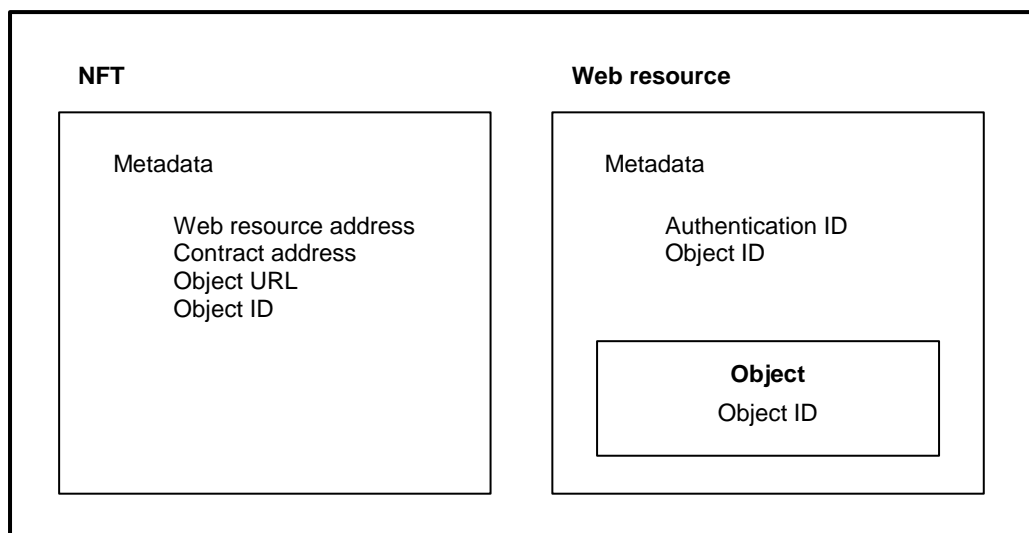 NFT
Metadada
Web resource address
Contract address
Object URL
Object ID
Web resource
Metadata
Authentication ID
Object ID
Object
Object ID